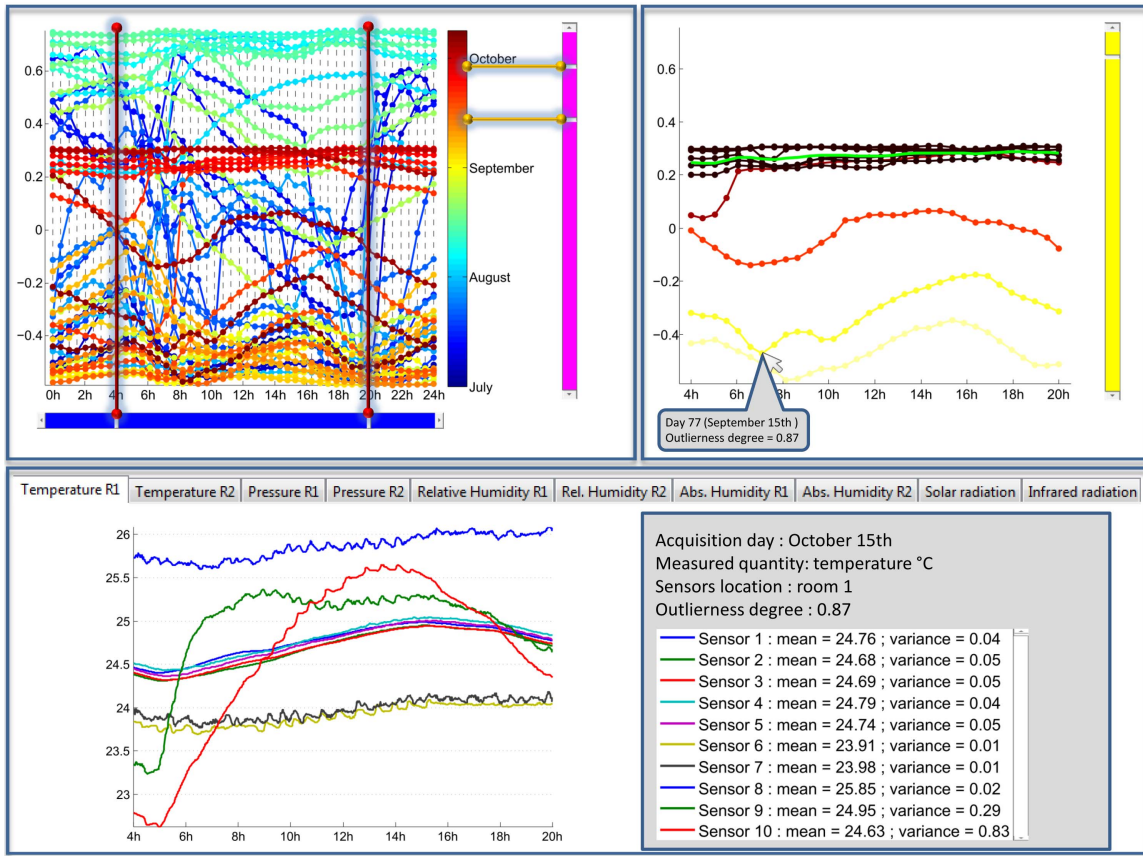 0.6
0.4
0.2
0
−0.2
−0.4
0h 2h 4h 6h 8h 10h 12h 14h 16h 18h 20h 22h 24h
October
September
August
July
0.6
0.4
0.2
0
−0.2
−0.4
4h 6h 8h 10h 12h 14h 16h 18h 20h
Day 77 (September 15th )
Outlierness degree = 0.87
Temperature R1 Temperature R2 Pressure R1 Pressure R2 Relative Humidity R1 Rel. Humidity R2 Abs. Humidity R1 Abs. Humidity R2 Solar radiation Infrared radiation
26
25.5
25
24.5
24
23.5
23
4h 6h 8h 10h 12h 14h 16h 18h 20h
Acquisition day : October 15th
Measured quantity: temperature °C
Sensors location : room 1
Outlierness degree : 0.87
Sensor 1 : mean = 24.76 ; variance = 0.04
Sensor 2 : mean = 24.68 ; variance = 0.05
Sensor 3 : mean = 24.69 ; variance = 0.05
Sensor 4 : mean = 24.79 ; variance = 0.04
Sensor 5 : mean = 24.74 ; variance = 0.05
Sensor 6 : mean = 23.91 ; variance = 0.01
Sensor 7 : mean = 23.98 ; variance = 0.01
Sensor 8 : mean = 25.85 ; variance = 0.02
Sensor 9 : mean = 24.95 ; variance = 0.29
Sensor 10 : mean = 24.63 ; variance = 0.83